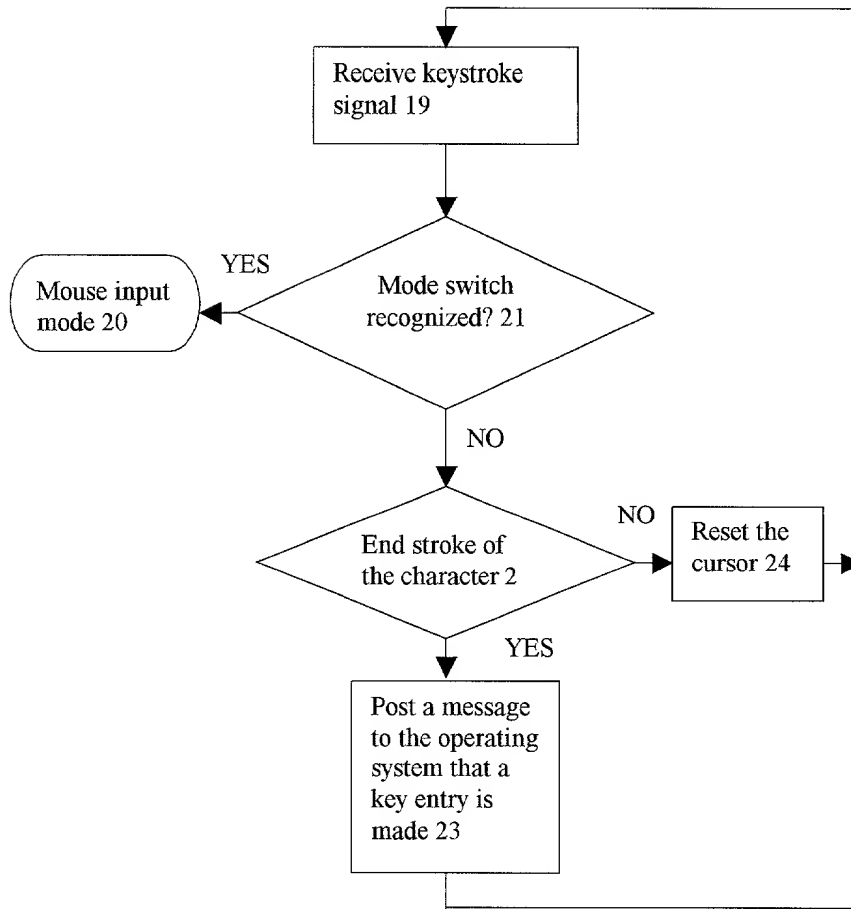 Receive keystroke
signal 19
YES
Mouse input
mode 20
Mode switch
recognized? 21
NO
End stroke of
the character 2
NO
Reset the
cursor 24
YES
Post a message
to the operating
system that a
key entry is
made 23